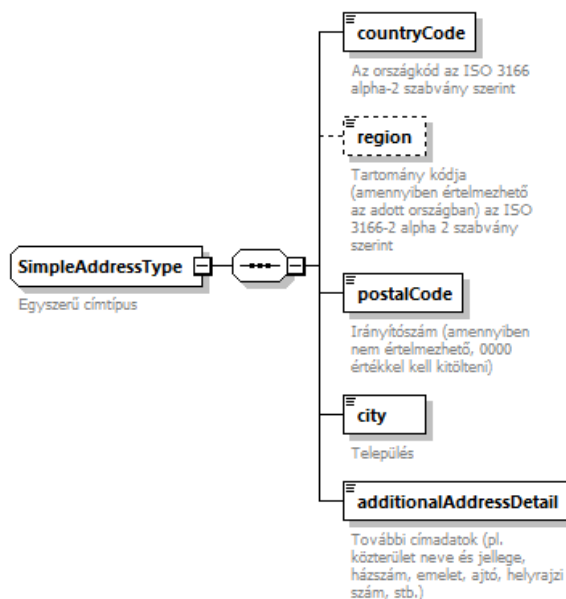 countryCode
Az országkód az ISO 3166
alpha-2 szabvány szerint
region
Tartomány kódja
(amennyiben értelmezhető
az adott országban) az ISO
3166-2 alpha 2 szabvány
szerint
SimpleAddressType
Egyszerű címtípus
postalCode
Irányítószám (amennyiben
nem értelmezhető, 0000
értékkel kell kitölteni)
city
Település
additionalAddressDetail
További címadatok (pl.
közterület neve és jellege,
házszám, emelet, ajtó, helyrajzi
szám, stb.)